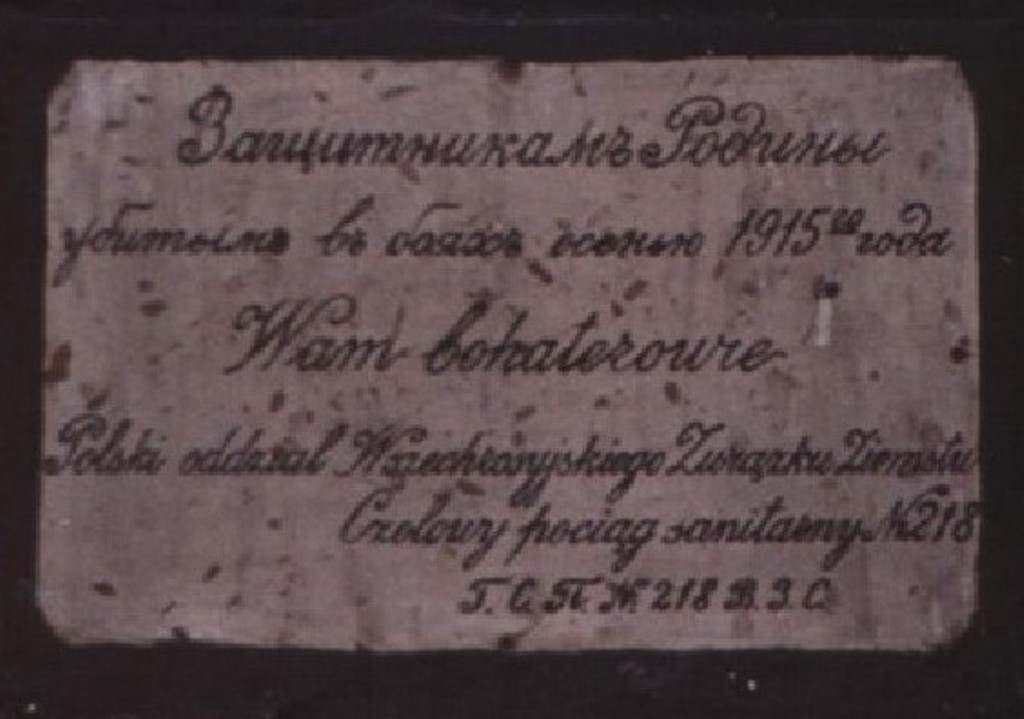 Защитникамъ Родины
убитымъ въ бояхъ осенью 1915го года
Wam bohaterowie
Polski oddział Wszechrosyjskiego Związku Ziemstw
Czołowy pociąg sanitarny №218
Г. С. П. № 218 В. З. С.